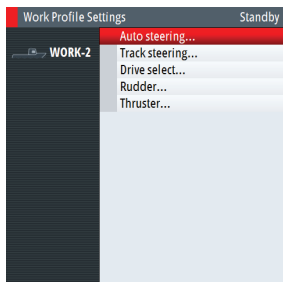 Work Profile Settings Standby
WORK-2
Auto steering...
Track steering...
Drive select...
Rudder...
Thruster...